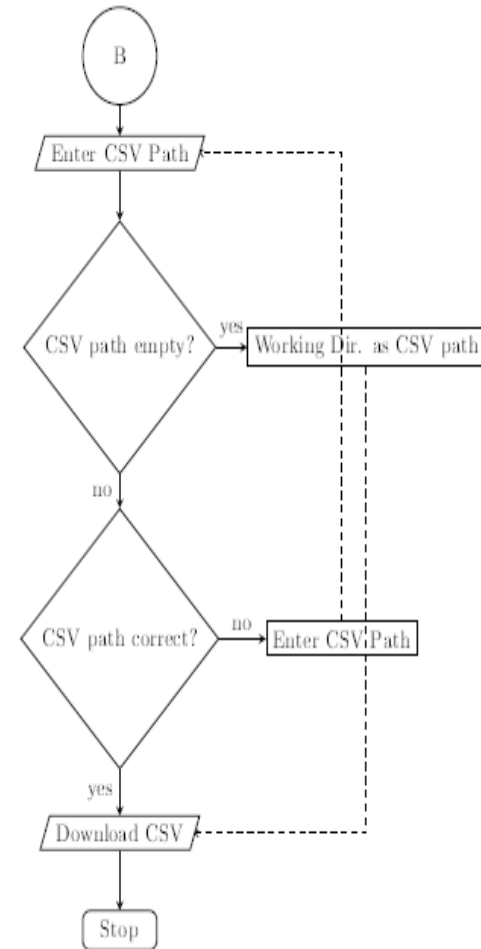 B
Enter CSV Path
CSV path empty?
yes
Working Dir. as CSV path
no
CSV path correct?
no
Enter CSV Path
yes
Download CSV
Stop